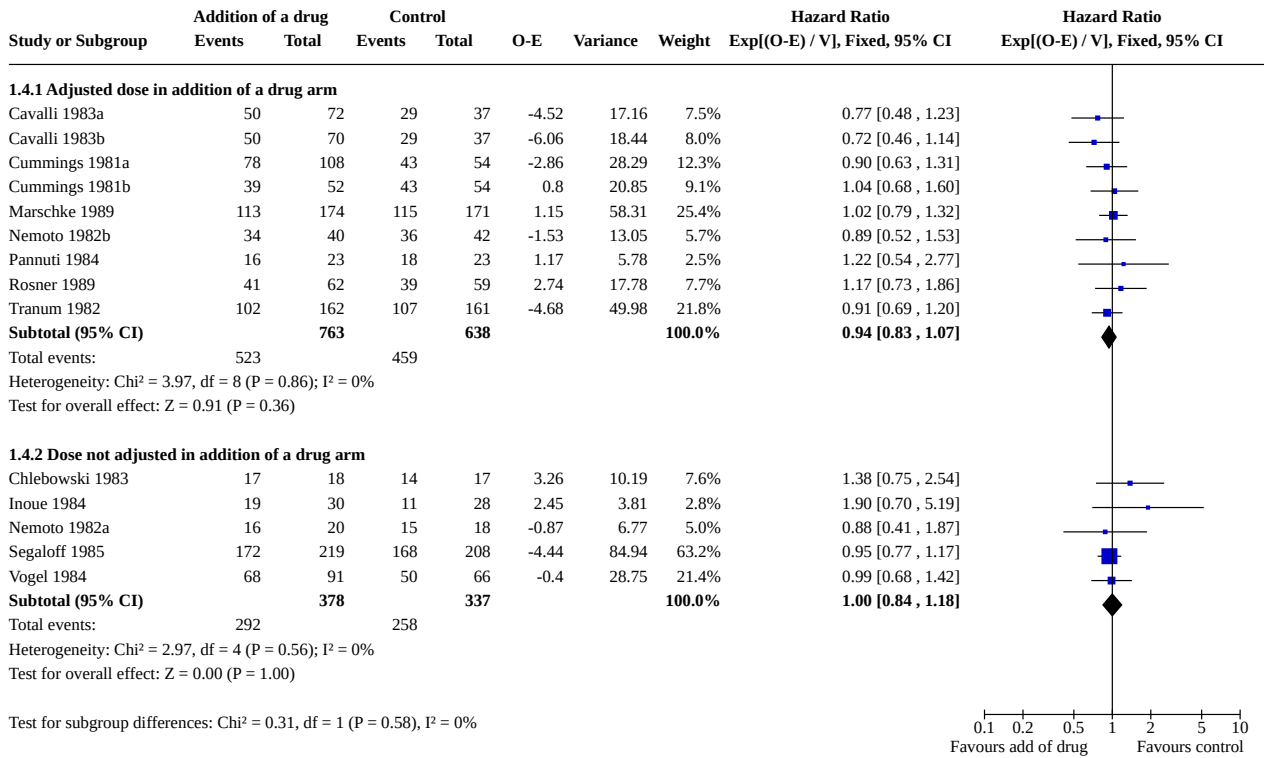 Addition of a drug Control Hazard Ratio Hazard Ratio
Study or Subgroup Events Total Events Total O-E Variance Weight Exp[(O-E) / V], Fixed, 95% CI Exp[(O-E) / V], Fixed, 95% CI
1.4.1 Adjusted dose in addition of a drug arm
Cavalli 1983a 50 72 29 37 -4.52 17.16 7.5% 0.77 [0.48 , 1.23]
Cavalli 1983b 50 70 29 37 -6.06 18.44 8.0% 0.72 [0.46 , 1.14]
Cummings 1981a 78 108 43 54 -2.86 28.29 12.3% 0.90 [0.63 , 1.31]
Cummings 1981b 39 52 43 54 0.8 20.85 9.1% 1.04 [0.68 , 1.60]
Marschke 1989 113 174 115 171 1.15 58.31 25.4% 1.02 [0.79 , 1.32]
Nemoto 1982b 34 40 36 42 -1.53 13.05 5.7% 0.89 [0.52 , 1.53]
Pannuti 1984 16 23 18 23 1.17 5.78 2.5% 1.22 [0.54 , 2.77]
Rosner 1989 41 62 39 59 2.74 17.78 7.7% 1.17 [0.73 , 1.86]
Tranum 1982 102 162 107 161 -4.68 49.98 21.8% 0.91 [0.69 , 1.20]
Subtotal (95% CI) 763 638 100.0% 0.94 [0.83 , 1.07]
Total events: 523 459
Heterogeneity: Chi² = 3.97, df = 8 (P = 0.86); I² = 0%
Test for overall effect: Z = 0.91 (P = 0.36)
1.4.2 Dose not adjusted in addition of a drug arm
Chlebowski 1983 17 18 14 17 3.26 10.19 7.6% 1.38 [0.75 , 2.54]
Inoue 1984 19 30 11 28 2.45 3.81 2.8% 1.90 [0.70 , 5.19]
Nemoto 1982a 16 20 15 18 -0.87 6.77 5.0% 0.88 [0.41 , 1.87]
Segaloff 1985 172 219 168 208 -4.44 84.94 63.2% 0.95 [0.77 , 1.17]
Vogel 1984 68 91 50 66 -0.4 28.75 21.4% 0.99 [0.68 , 1.42]
Subtotal (95% CI) 378 337 100.0% 1.00 [0.84 , 1.18]
Total events: 292 258
Heterogeneity: Chi² = 2.97, df = 4 (P = 0.56); I² = 0%
Test for overall effect: Z = 0.00 (P = 1.00)
Test for subgroup differences: Chi² = 0.31, df = 1 (P = 0.58), I² = 0%
0.1 0.2 0.5 1 2 5 10
Favours add of drug Favours control